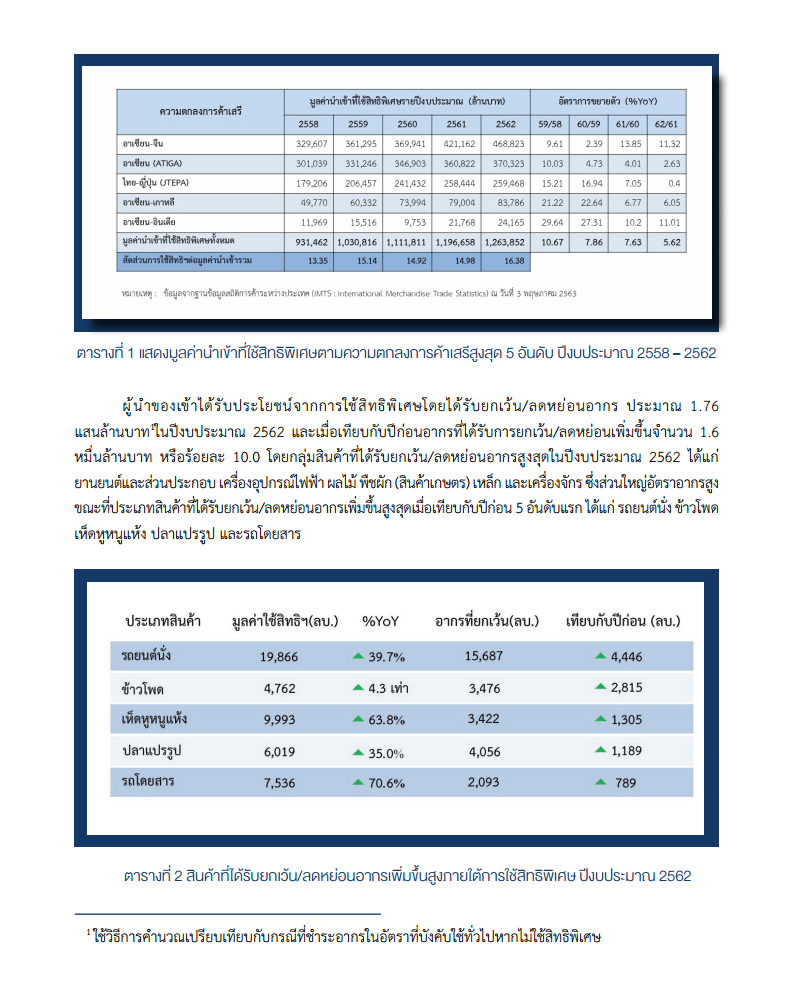 ความตกลงการค้าเสรี มูลค่านำเข้าที่ใช้สิทธิพิเศษรายปีงบประมาณ (ล้านบาท) อัตราการขยายตัว (%YoY)
2558 2559 2560 2561 2562 59/58 60/59 61/60 62/61
อาเซียน-จีน 329,607 361,295 369,941 421,162 468,823 9.61 2.39 13.85 11.32
อาเซียน (ATIGA) 301,039 331,246 346,903 360,822 370,323 10.03 4.73 4.01 2.63
ไทย-ญี่ปุ่น (JTEPA) 179,206 206,457 241,432 258,444 259,468 15.21 16.94 7.05 0.4
อาเซียน-เกาหลี 49,770 60,332 73,994 79,004 83,786 21.22 22.64 6.77 6.05
อาเซียน-อินเดีย 11,969 15,516 9,753 21,768 24,165 29.64 27.31 10.2 11.01
มูลค่านำเข้าที่ใช้สิทธิพิเศษทั้งหมด 931,462 1,030,816 1,111,811 1,196,658 1,263,852 10.67 7.86 7.63 5.62
สัดส่วนการใช้สิทธิฯต่อมูลค่านำเข้ารวม 13.35 15.14 14.92 14.98 16.38
หมายเหตุ : ข้อมูลจากฐานข้อมูลสถิติการค้าระหว่างประเทศ (IMTS : International Merchandise Trade Statistics) ณ วันที่ 3 พฤษภาคม 2563
ตารางที่ 1 แสดงมูลค่านำเข้าที่ใช้สิทธิพิเศษตามความตกลงการค้าเสรีสูงสุด 5 อันดับ ปีงบประมาณ 2558 – 2562
ผู้นำของเข้าได้รับประโยชน์จากการใช้สิทธิพิเศษโดยได้รับยกเว้น/ลดหย่อนอากร ประมาณ 1.76
แสนล้านบาท¹ในปีงบประมาณ 2562 และเมื่อเทียบกับปีก่อนอากรที่ได้รับการยกเว้น/ลดหย่อนเพิ่มขึ้นจำนวน 1.6
หมื่นล้านบาท หรือร้อยละ 10.0 โดยกลุ่มสินค้าที่ได้รับยกเว้น/ลดหย่อนอากรสูงสุดในปีงบประมาณ 2562 ได้แก่
ยานยนต์และส่วนประกอบ เครื่องอุปกรณ์ไฟฟ้า ผลไม้ พืชผัก (สินค้าเกษตร) เหล็ก และเครื่องจักร ซึ่งส่วนใหญ่อัตราอากรสูง
ขณะที่ประเภทสินค้าที่ได้รับยกเว้น/ลดหย่อนอากรเพิ่มขึ้นสูงสุดเมื่อเทียบกับปีก่อน 5 อันดับแรก ได้แก่ รถยนต์นั่ง ข้าวโพด
เห็ดหูหนูแห้ง ปลาแปรรูป และรถโดยสาร
ประเภทสินค้า มูลค่าใช้สิทธิฯ(ลบ.) %YoY อากรที่ยกเว้น(ลบ.) เทียบกับปีก่อน (ลบ.)
รถยนต์นั่ง 19,866 ▲ 39.7% 15,687 ▲ 4,446
ข้าวโพด 4,762 ▲ 4.3 เท่า 3,476 ▲ 2,815
เห็ดหูหนูแห้ง 9,993 ▲ 63.8% 3,422 ▲ 1,305
ปลาแปรรูป 6,019 ▲ 35.0% 4,056 ▲ 1,189
รถโดยสาร 7,536 ▲ 70.6% 2,093 ▲ 789
ตารางที่ 2 สินค้าที่ได้รับยกเว้น/ลดหย่อนอากรเพิ่มขึ้นสูงภายใต้การใช้สิทธิพิเศษ ปีงบประมาณ 2562
¹ ใช้วิธีการคำนวณเปรียบเทียบกับกรณีที่ชำระอากรในอัตราที่บังคับใช้ทั่วไปหากไม่ใช้สิทธิพิเศษ